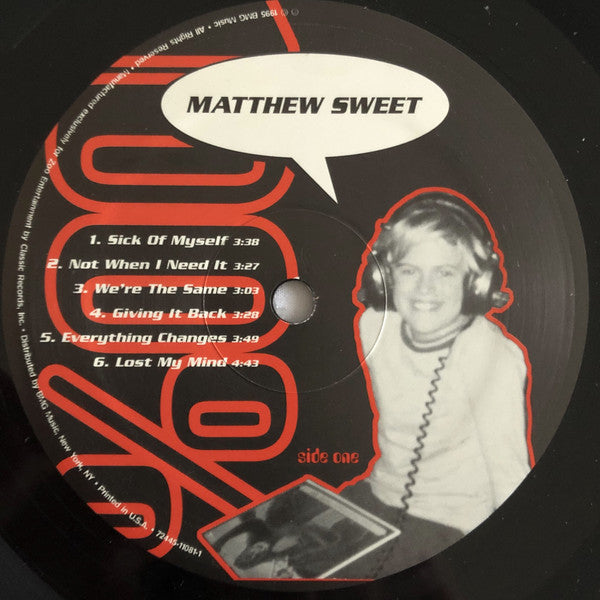 MATTHEW SWEET
1. Sick Of Myself 3:38
2. Not When I Need It 3:27
3. We're The Same 3:03
4. Giving It Back 3:28
5. Everything Changes 3:49
6. Lost My Mind 4:43
side one
100%
℗ © 1995 BMG Music • All Rights Reserved • Manufactured exclusively for Zoo Entertainment by Classic Records, Inc. • Distributed by BMG Music, New York, NY • Printed in U.S.A. • 72445-11081-1